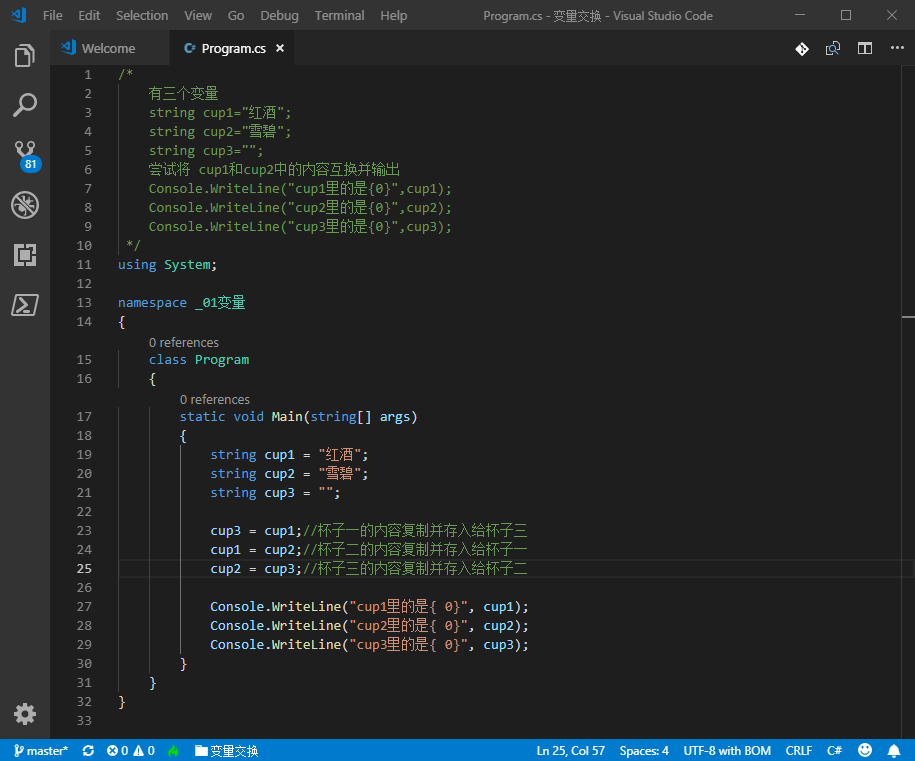 File Edit Selection View Go Debug Terminal Help Program.cs - 变量交换 - Visual Studio Code
Welcome Program.cs
1 /*
2 有三个变量
3 string cup1="红酒";
4 string cup2="雪碧";
5 string cup3="";
6 尝试将 cup1和cup2中的内容互换并输出
7 Console.WriteLine("cup1里的是{0}",cup1);
8 Console.WriteLine("cup2里的是{0}",cup2);
9 Console.WriteLine("cup3里的是{0}",cup3);
10 */
11 using System;
12
13 namespace _01变量
14 {
0 references
15 class Program
16 {
0 references
17 static void Main(string[] args)
18 {
19 string cup1 = "红酒";
20 string cup2 = "雪碧";
21 string cup3 = "";
22
23 cup3 = cup1;//杯子一的内容复制并存入给杯子三
24 cup1 = cup2;//杯子二的内容复制并存入给杯子一
25 cup2 = cup3;//杯子三的内容复制并存入给杯子二
26
27 Console.WriteLine("cup1里的是{ 0}", cup1);
28 Console.WriteLine("cup2里的是{ 0}", cup2);
29 Console.WriteLine("cup3里的是{ 0}", cup3);
30 }
31 }
32 }
33
81
master* 0 0 变量交换 Ln 25, Col 57 Spaces: 4 UTF-8 with BOM CRLF C#